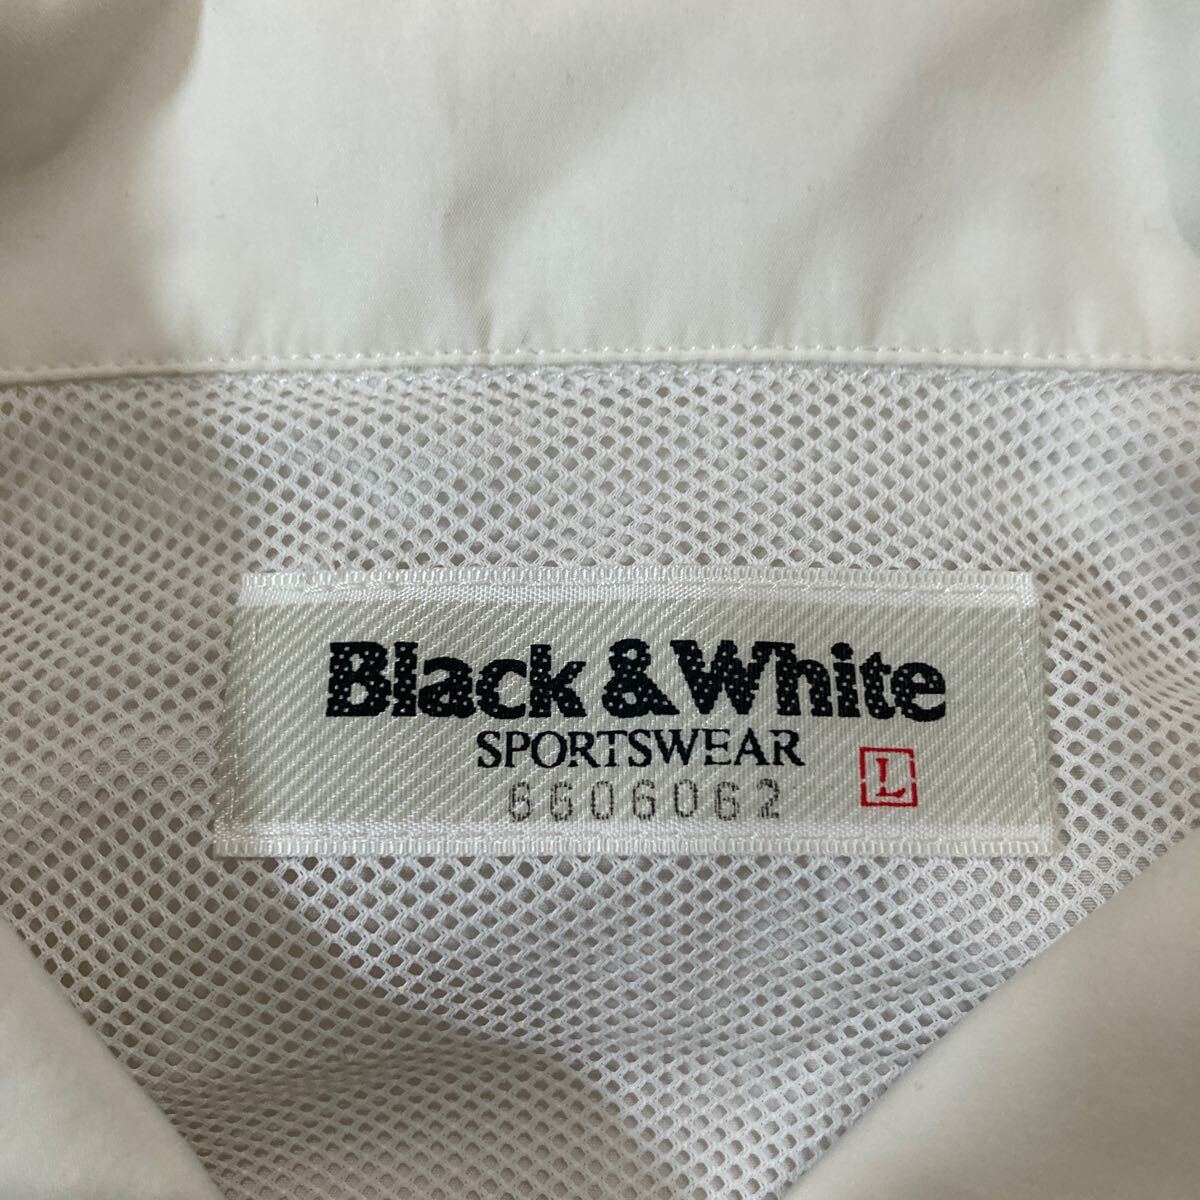 Black & White
SPORTSWEAR
6606062
L